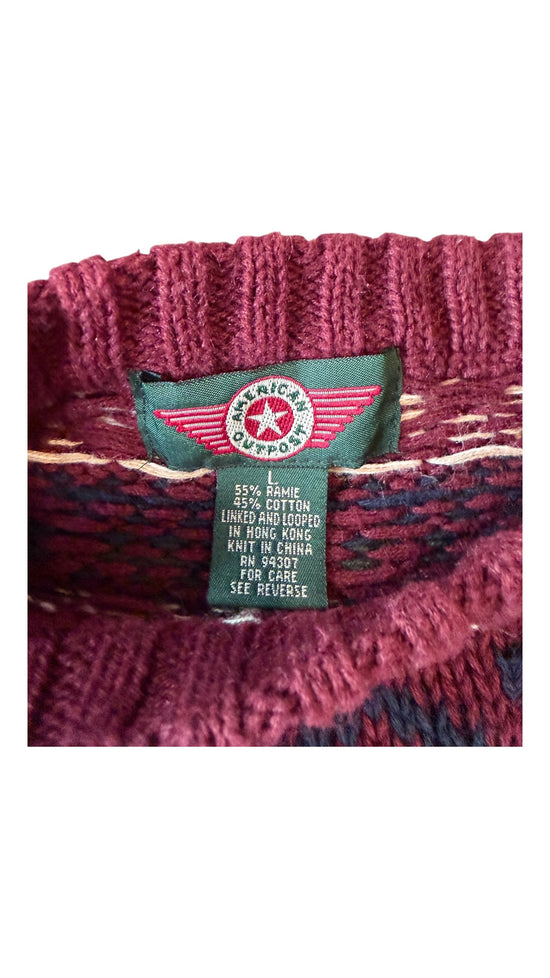 AMERICAN
OUTPOST
L
55% RAMIE
45% COTTON
LINKED AND LOOPED
IN HONG KONG
KNIT IN CHINA
RN 94307
FOR CARE
SEE REVERSE